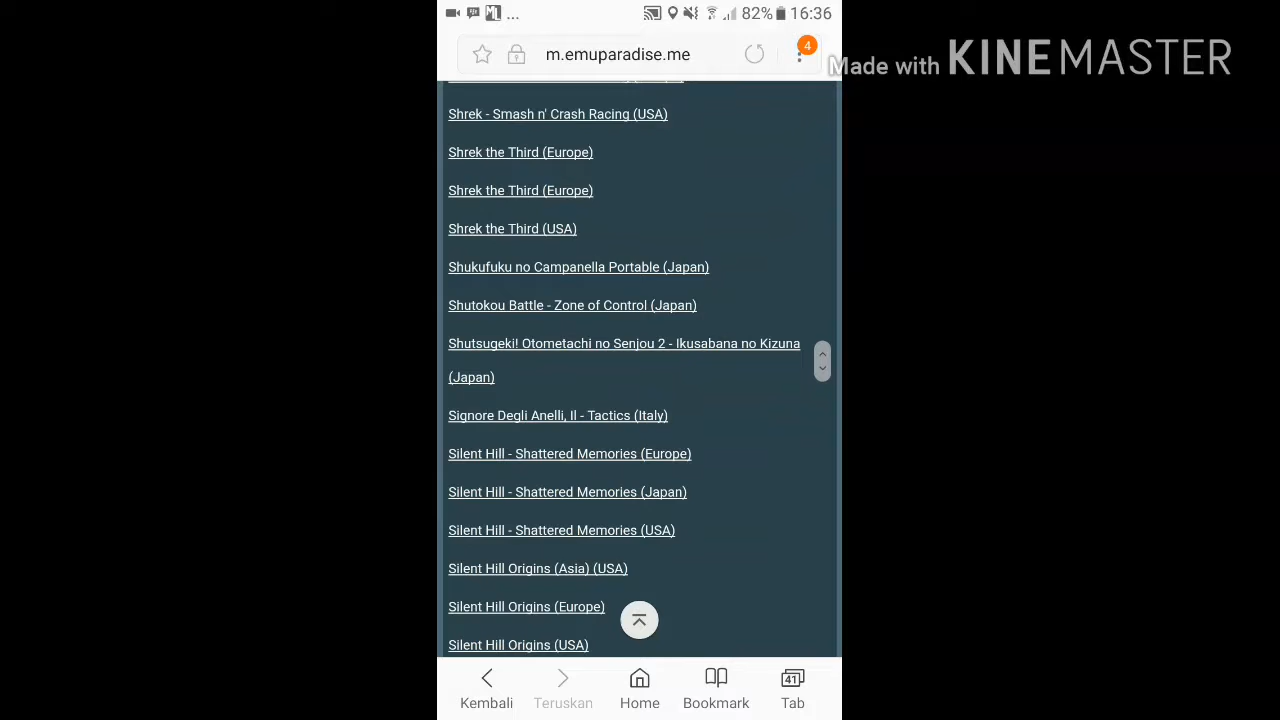 ML ... 82% 16:36
m.emuparadise.me 4
Made with KINEMASTER
Shrek - Smash n' Crash Racing (USA)
Shrek the Third (Europe)
Shrek the Third (Europe)
Shrek the Third (USA)
Shukufuku no Campanella Portable (Japan)
Shutokou Battle - Zone of Control (Japan)
Shutsugeki! Otometachi no Senjou 2 - Ikusabana no Kizuna
(Japan)
Signore Degli Anelli, Il - Tactics (Italy)
Silent Hill - Shattered Memories (Europe)
Silent Hill - Shattered Memories (Japan)
Silent Hill - Shattered Memories (USA)
Silent Hill Origins (Asia) (USA)
Silent Hill Origins (Europe)
Silent Hill Origins (USA)
41
Kembali Teruskan Home Bookmark Tab